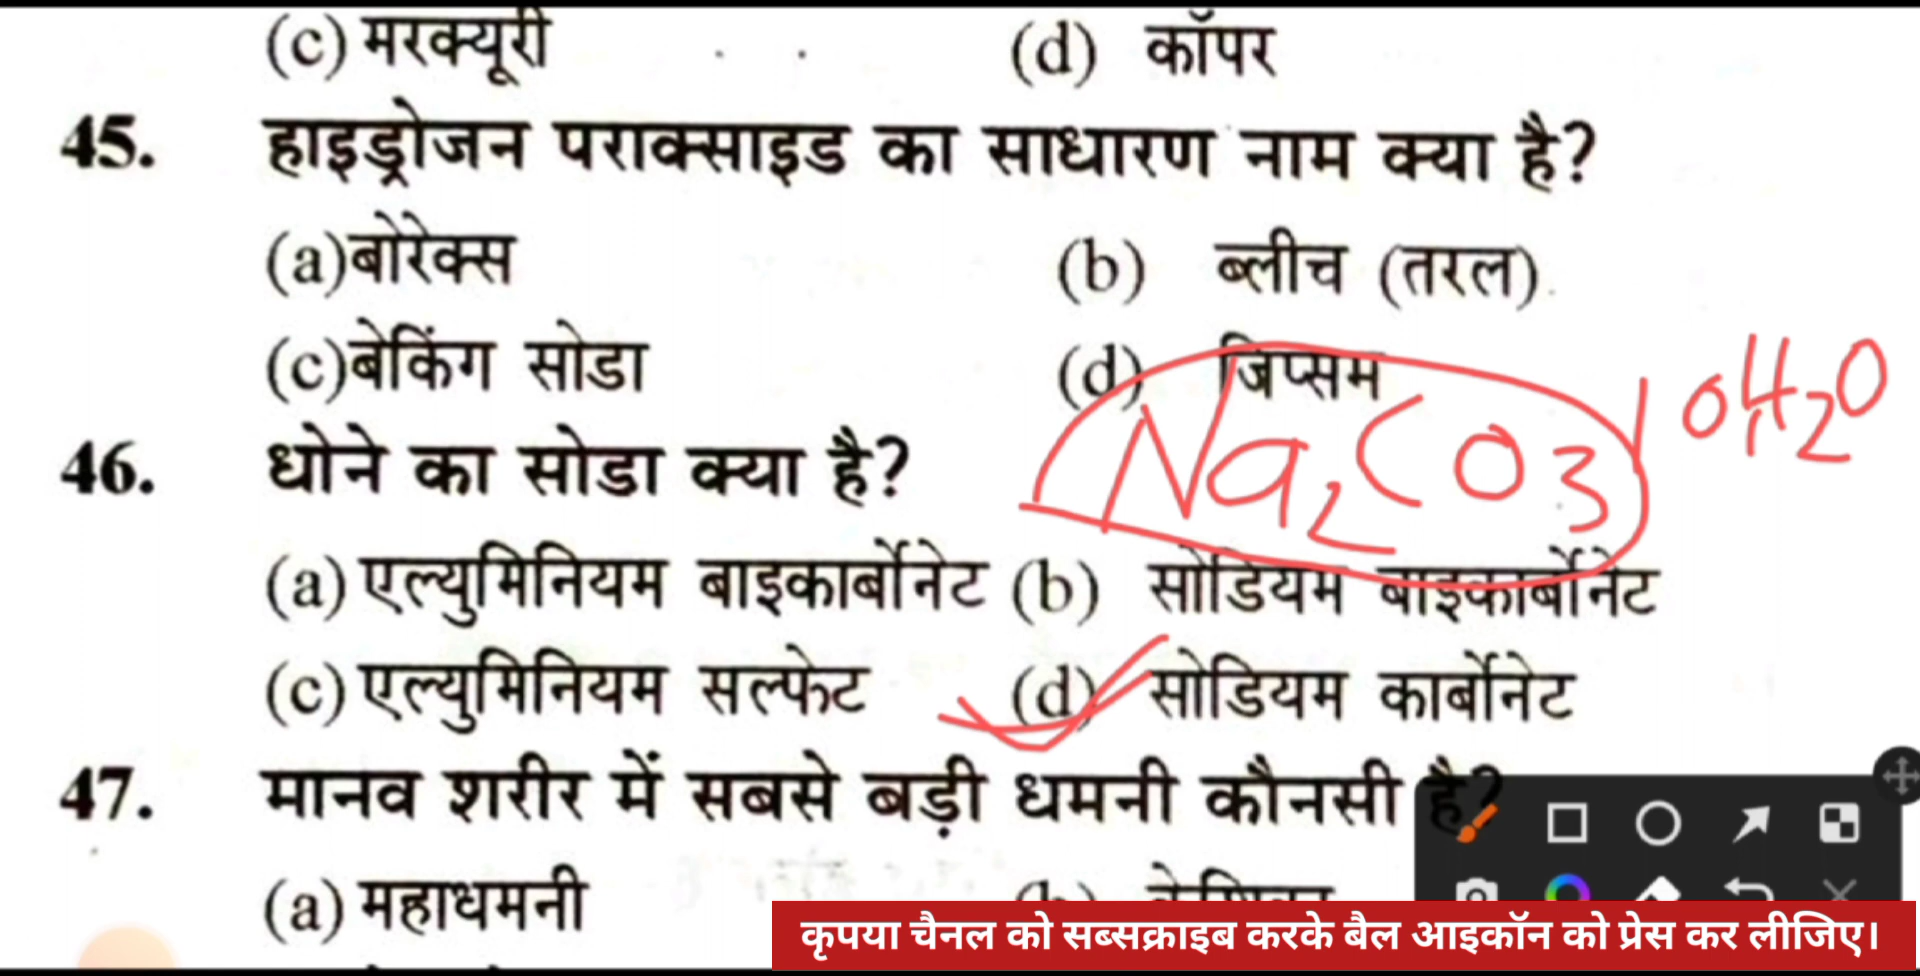 (c) मरक्यूरी (d) कॉपर
45. हाइड्रोजन पराक्साइड का साधारण नाम क्या है?
(a)बोरेक्स (b) ब्लीच (तरल)
(c)बेकिंग सोडा (d) जिप्सम
Na2CO3 10H2O
46. धोने का सोडा क्या है?
(a) एल्युमिनियम बाइकार्बोनेट (b) सोडियम बाइकार्बोनेट
(c) एल्युमिनियम सल्फेट (d) सोडियम कार्बोनेट
47. मानव शरीर में सबसे बड़ी धमनी कौनसी है?
(a) महाधमनी
कृपया चैनल को सब्सक्राइब करके बैल आइकॉन को प्रेस कर लीजिए।